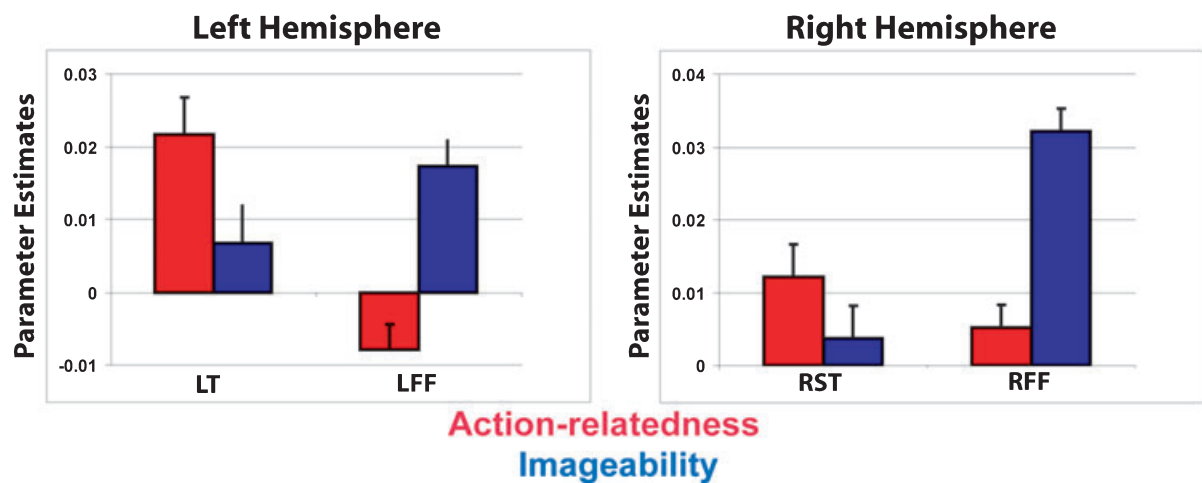 Left Hemisphere
Parameter Estimates
0.03
0.02
0.01
0
-0.01
LT
LFF
Right Hemisphere
Parameter Estimates
0.04
0.03
0.02
0.01
0
RST
RFF
Action-relatedness
Imageability